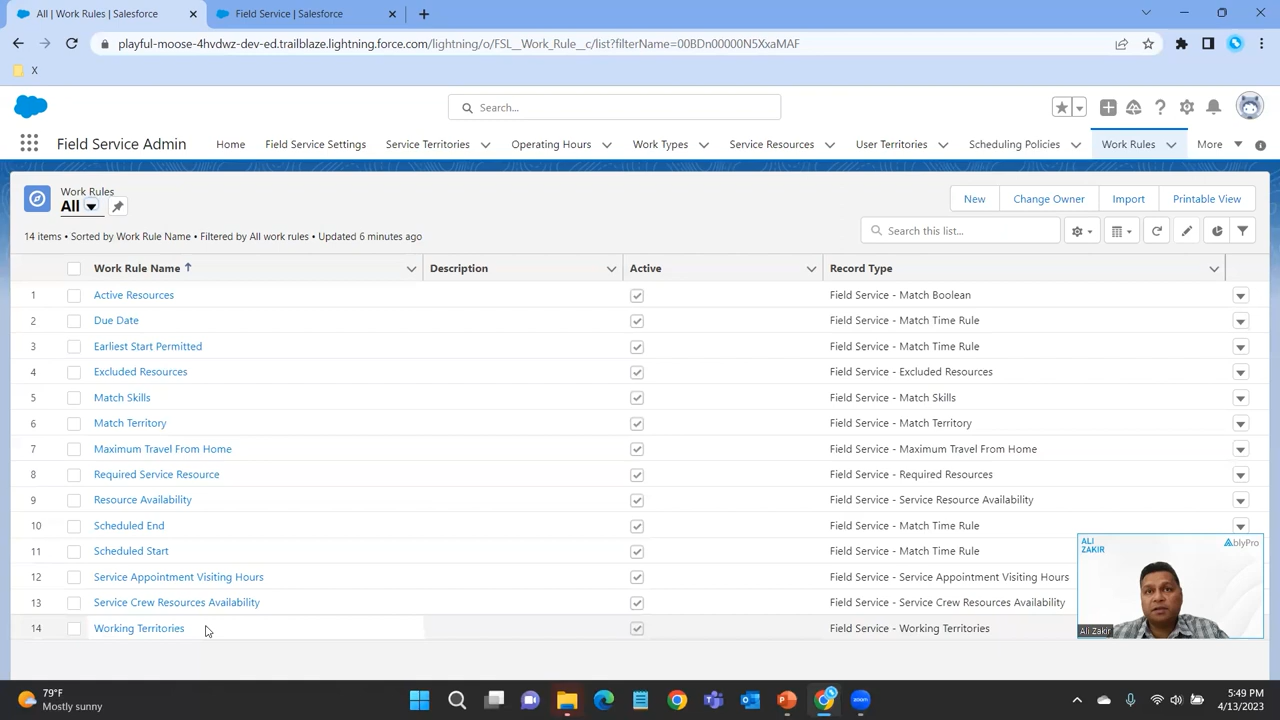 All | Work Rules | Salesforce
Field Service | Salesforce
playful-moose-4hvdwz-dev-ed.trailblaze.lightning.force.com/lightning/o/FSL__Work_Rule__c/list?filterName=00BDn00000N5XxaMAF
X
Search...
Field Service Admin
Home
Field Service Settings
Service Territories
Operating Hours
Work Types
Service Resources
User Territories
Scheduling Policies
Work Rules
More
Work Rules
All
New
Change Owner
Import
Printable View
14 items • Sorted by Work Rule Name • Filtered by All work rules • Updated 6 minutes ago
Search this list...
Work Rule Name Description Active Record Type
1 Active Resources Field Service - Match Boolean
2 Due Date Field Service - Match Time Rule
3 Earliest Start Permitted Field Service - Match Time Rule
4 Excluded Resources Field Service - Excluded Resources
5 Match Skills Field Service - Match Skills
6 Match Territory Field Service - Match Territory
7 Maximum Travel From Home Field Service - Maximum Travel From Home
8 Required Service Resource Field Service - Required Resources
9 Resource Availability Field Service - Service Resource Availability
10 Scheduled End Field Service - Match Time Rule
11 Scheduled Start Field Service - Match Time Rule
12 Service Appointment Visiting Hours Field Service - Service Appointment Visiting Hours
13 Service Crew Resources Availability Field Service - Service Crew Resources Availability
14 Working Territories Field Service - Working Territories
ALI
ZAKIR
AblyPro
Ali Zakir
79°F
Mostly sunny
zoom
5:49 PM
4/13/2023